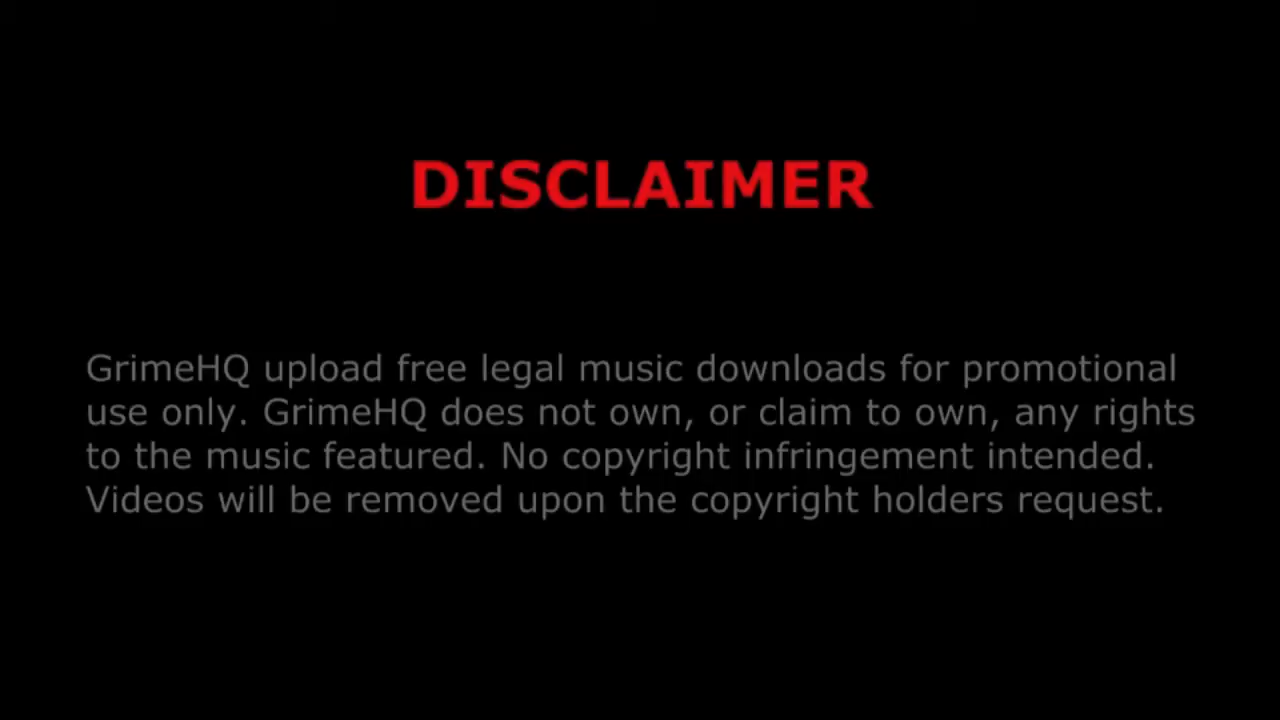 DISCLAIMER
GrimeHQ upload free legal music downloads for promotional
use only. GrimeHQ does not own, or claim to own, any rights
to the music featured. No copyright infringement intended.
Videos will be removed upon the copyright holders request.